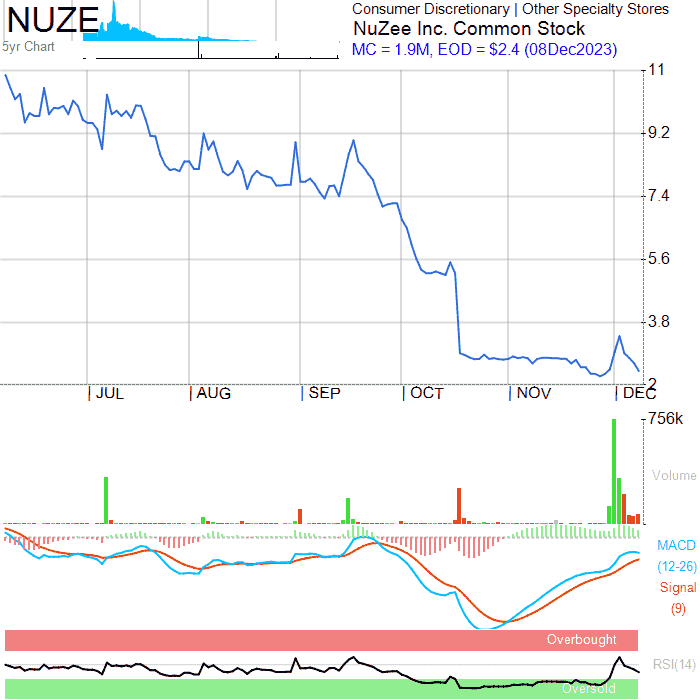 NUZE
5yr Chart
Consumer Discretionary | Other Specialty Stores
NuZee Inc. Common Stock
MC = 1.9M, EOD = $2.4 (08Dec2023)
11
9.2
7.4
5.6
3.8
2
JUL AUG SEP OCT NOV DEC
756k
Volume
MACD
(12-26)
Signal
(9)
Overbought
RSI(14)
Oversold